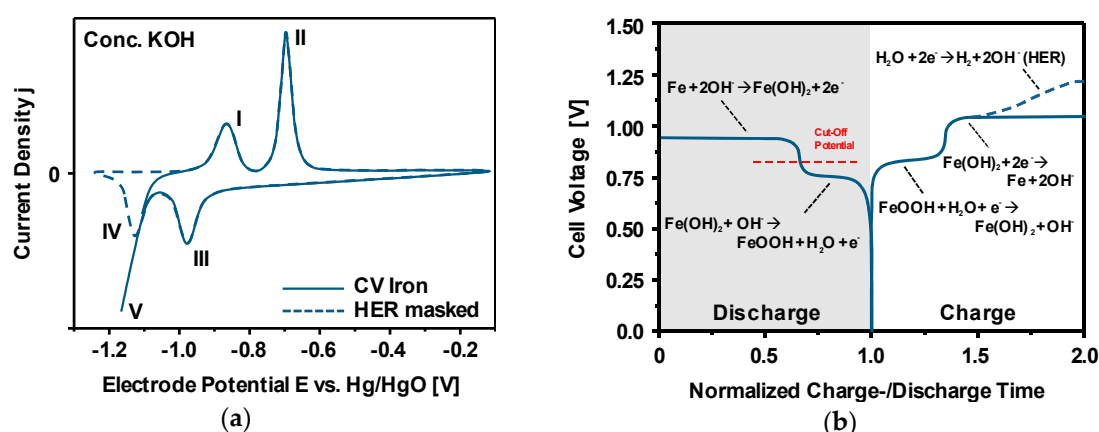 Conc. KOH
II
I
0
IV
III
V
CV Iron
HER masked
Current Density j
-1.2
-1.0
-0.8
-0.6
-0.4
-0.2
Electrode Potential E vs. Hg/HgO [V]
(a)
1.50
1.25
1.00
0.75
0.50
0.25
0.0
Cell Voltage [V]
H₂O +2e⁻→H₂+2OH⁻(HER)
Fe+2OH⁻→Fe(OH)₂+2e⁻
Cut-Off
Potential
Fe(OH)₂+ OH⁻→
FeOOH+H₂O+e⁻
Fe(OH)₂+2e⁻→
Fe+2OH⁻
FeOOH+H₂O+ e⁻→
Fe(OH)₂+OH⁻
Discharge
Charge
0
0.5
1.0
1.5
2.0
Normalized Charge-/Discharge Time
(b)